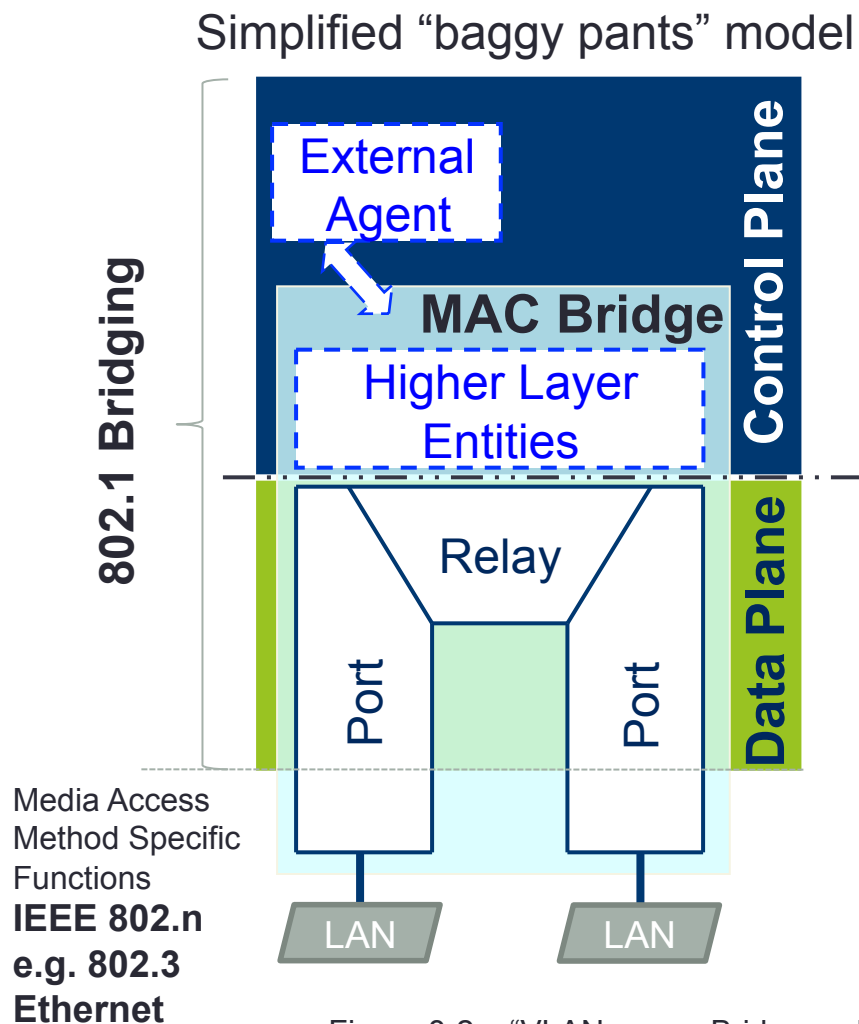 Simplified “baggy pants” model
External
Agent
Control Plane
MAC Bridge
Higher Layer
Entities
802.1 Bridging
Relay
Port
Port
Data Plane
Media Access
Method Specific
Functions
IEEE 802.n
e.g. 802.3
Ethernet
LAN
LAN